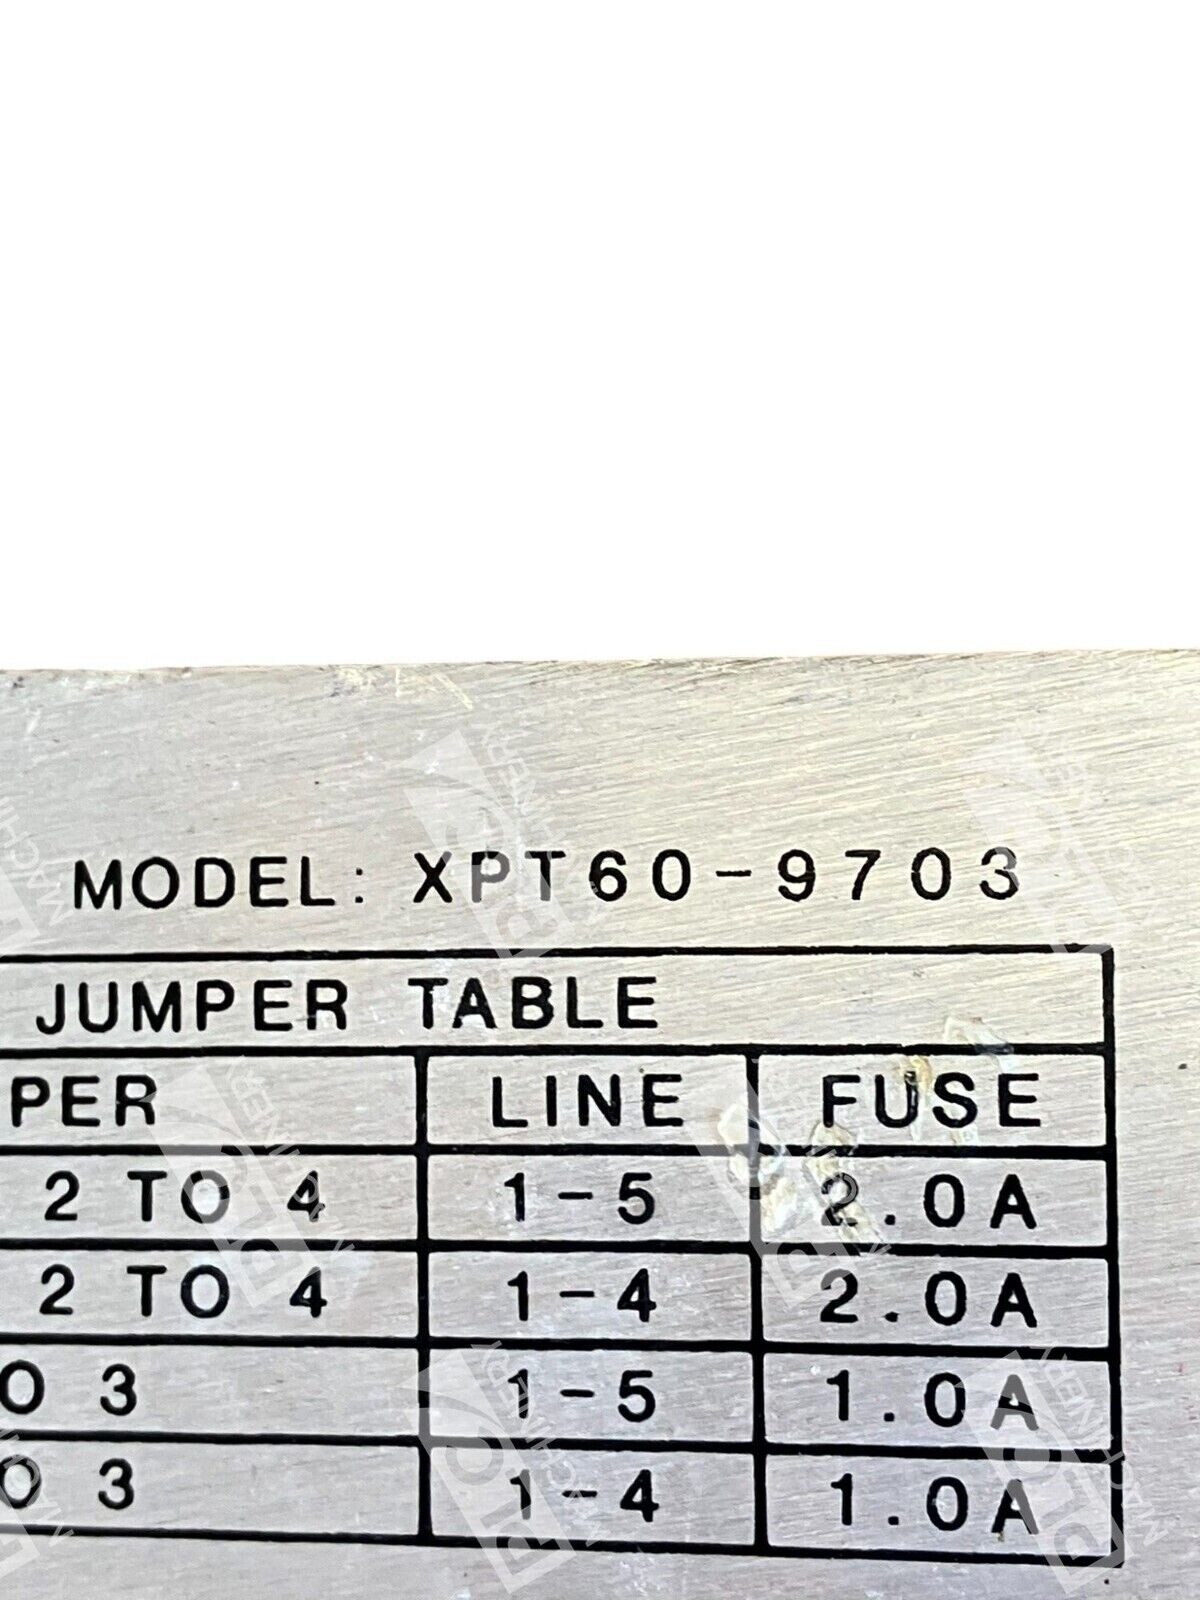 MODEL: XPT60-9703
JUMPER TABLE
PER LINE FUSE
2 TO 4 1-5 2.0A
2 TO 4 1-4 2.0A
O 3 1-5 1.0A
O 3 1-4 1.0A